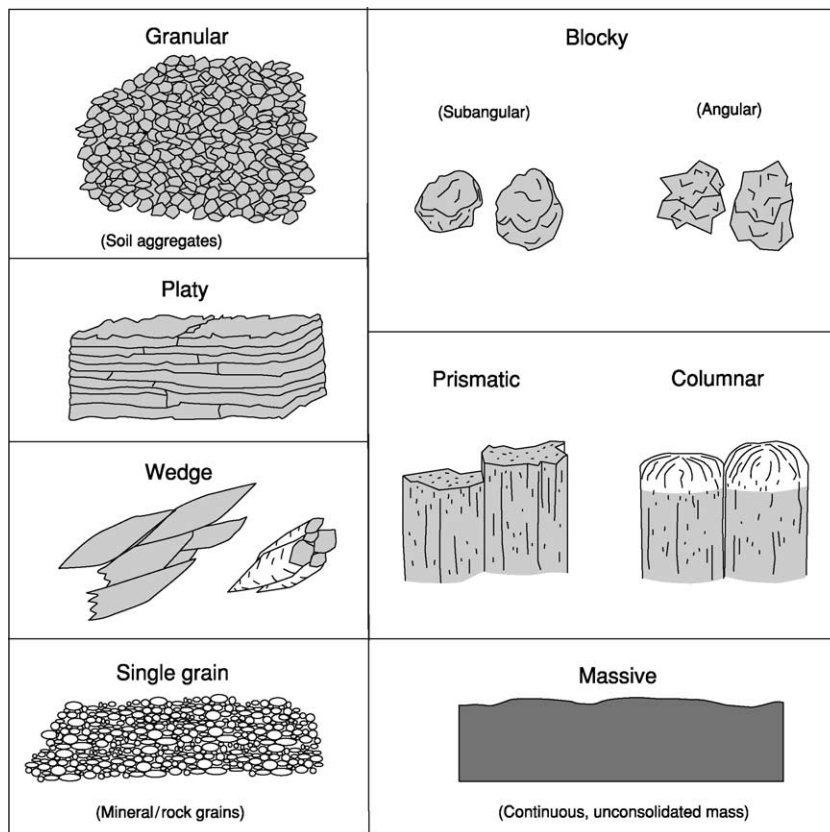 Granular
(Soil aggregates)
Blocky
(Subangular)
(Angular)
Platy
Wedge
Prismatic
Columnar
Single grain
(Mineral/rock grains)
Massive
(Continuous, unconsolidated mass)